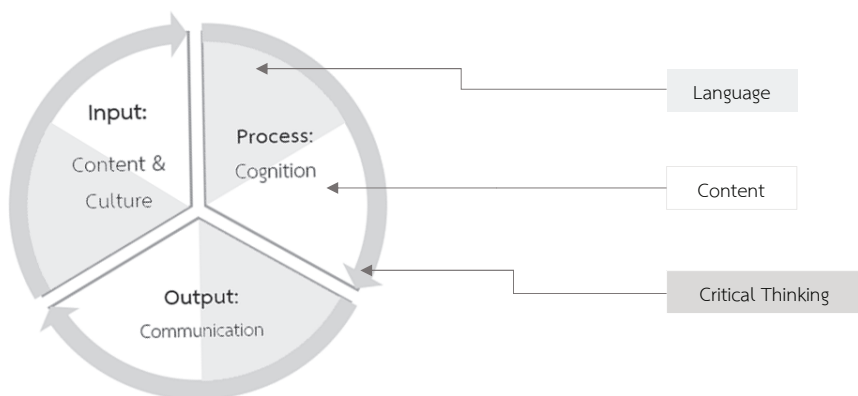 Input:
Content &
Culture
Process:
Cognition
Output:
Communication
Language
Content
Critical Thinking